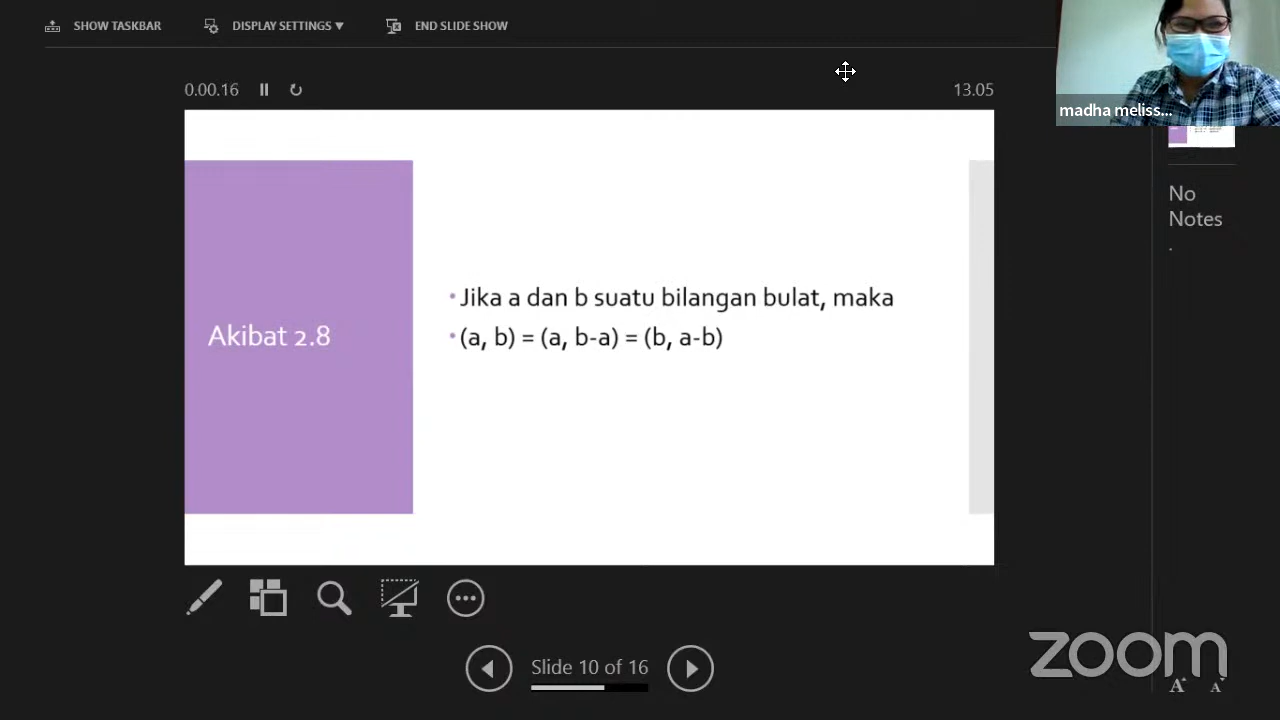 SHOW TASKBAR
DISPLAY SETTINGS ▼
END SLIDE SHOW
0.00.16
13.05
madha meliss...
No
Notes
.
Akibat 2.8
• Jika a dan b suatu bilangan bulat, maka
• (a, b) = (a, b-a) = (b, a-b)
Slide 10 of 16
zoom
A A